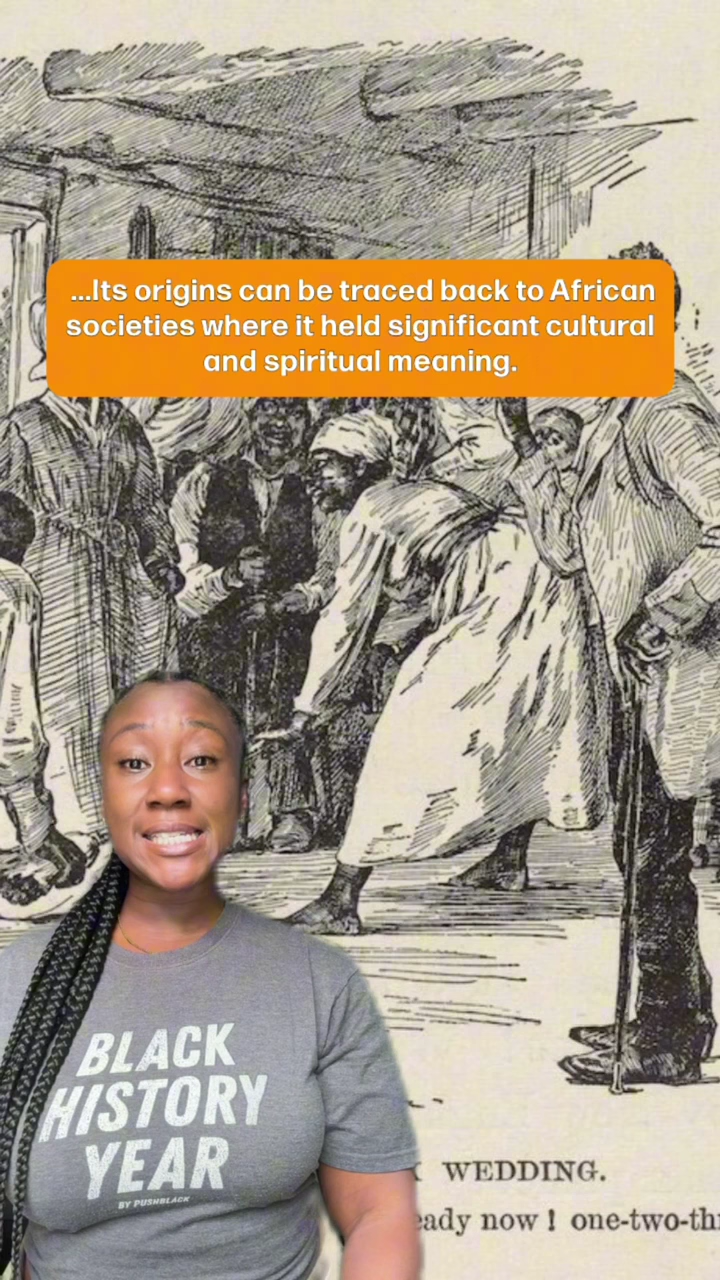 ...Its origins can be traced back to African
societies where it held significant cultural
and spiritual meaning.
BLACK
HISTORY
YEAR
BY PUSHBLACK
WEDDING.
now ! one-two-th